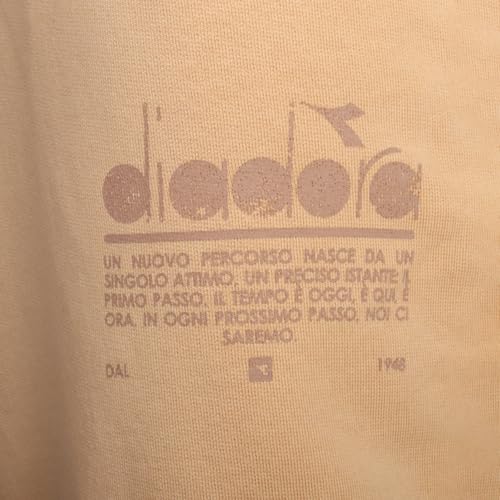 diadora
UN NUOVO PERCORSO NASCE DA UN
SINGOLO ATTIMO, UN PRECISO ISTANTE IL
PRIMO PASSO. IL TEMPO È OGGI, È QUI, È
ORA. IN OGNI PROSSIMO PASSO, NOI CI
SAREMO.
DAL 1948